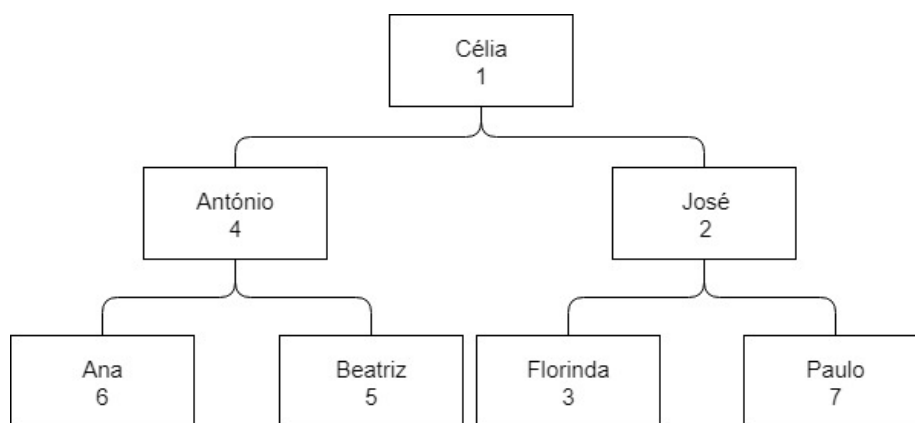 Célia
1
António
4
José
2
Ana
6
Beatriz
5
Florinda
3
Paulo
7